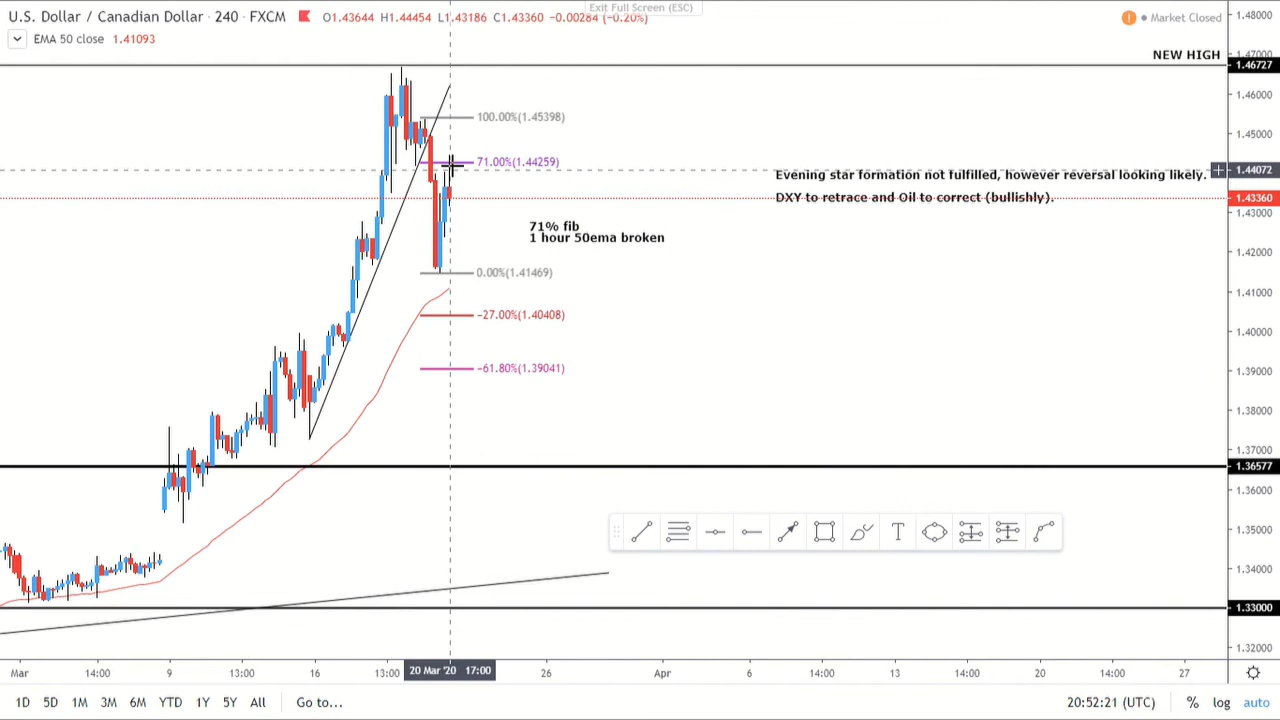 Exit Full Screen (ESC)
U.S. Dollar / Canadian Dollar · 240 · FXCM O1.43644 H1.44454 L1.43186 C1.43360 −0.00284 (−0.20%)
! Market Closed
EMA 50 close 1.41093
NEW HIGH
1.48000
1.47000
1.46727
1.46000
1.45000
1.44072
1.43360
1.43000
1.42000
1.41000
1.40000
1.39000
1.38000
1.37000
1.36577
1.36000
1.35000
1.34000
1.33000
1.32000
100.00%(1.45398)
71.00%(1.44259)
Evening star formation not fulfilled, however reversal looking likely.
DXY to retrace and Oil to correct (bullishly).
71% fib
1 hour 50ema broken
0.00%(1.41469)
−27.00%(1.40408)
−61.80%(1.39041)
T
Mar 14:00 9 13:00 16 13:00 20 Mar '20 17:00 26 Apr 6 14:00 13 14:00 20 14:00 27
1D 5D 1M 3M 6M YTD 1Y 5Y All Go to... 20:52:21 (UTC) % log auto